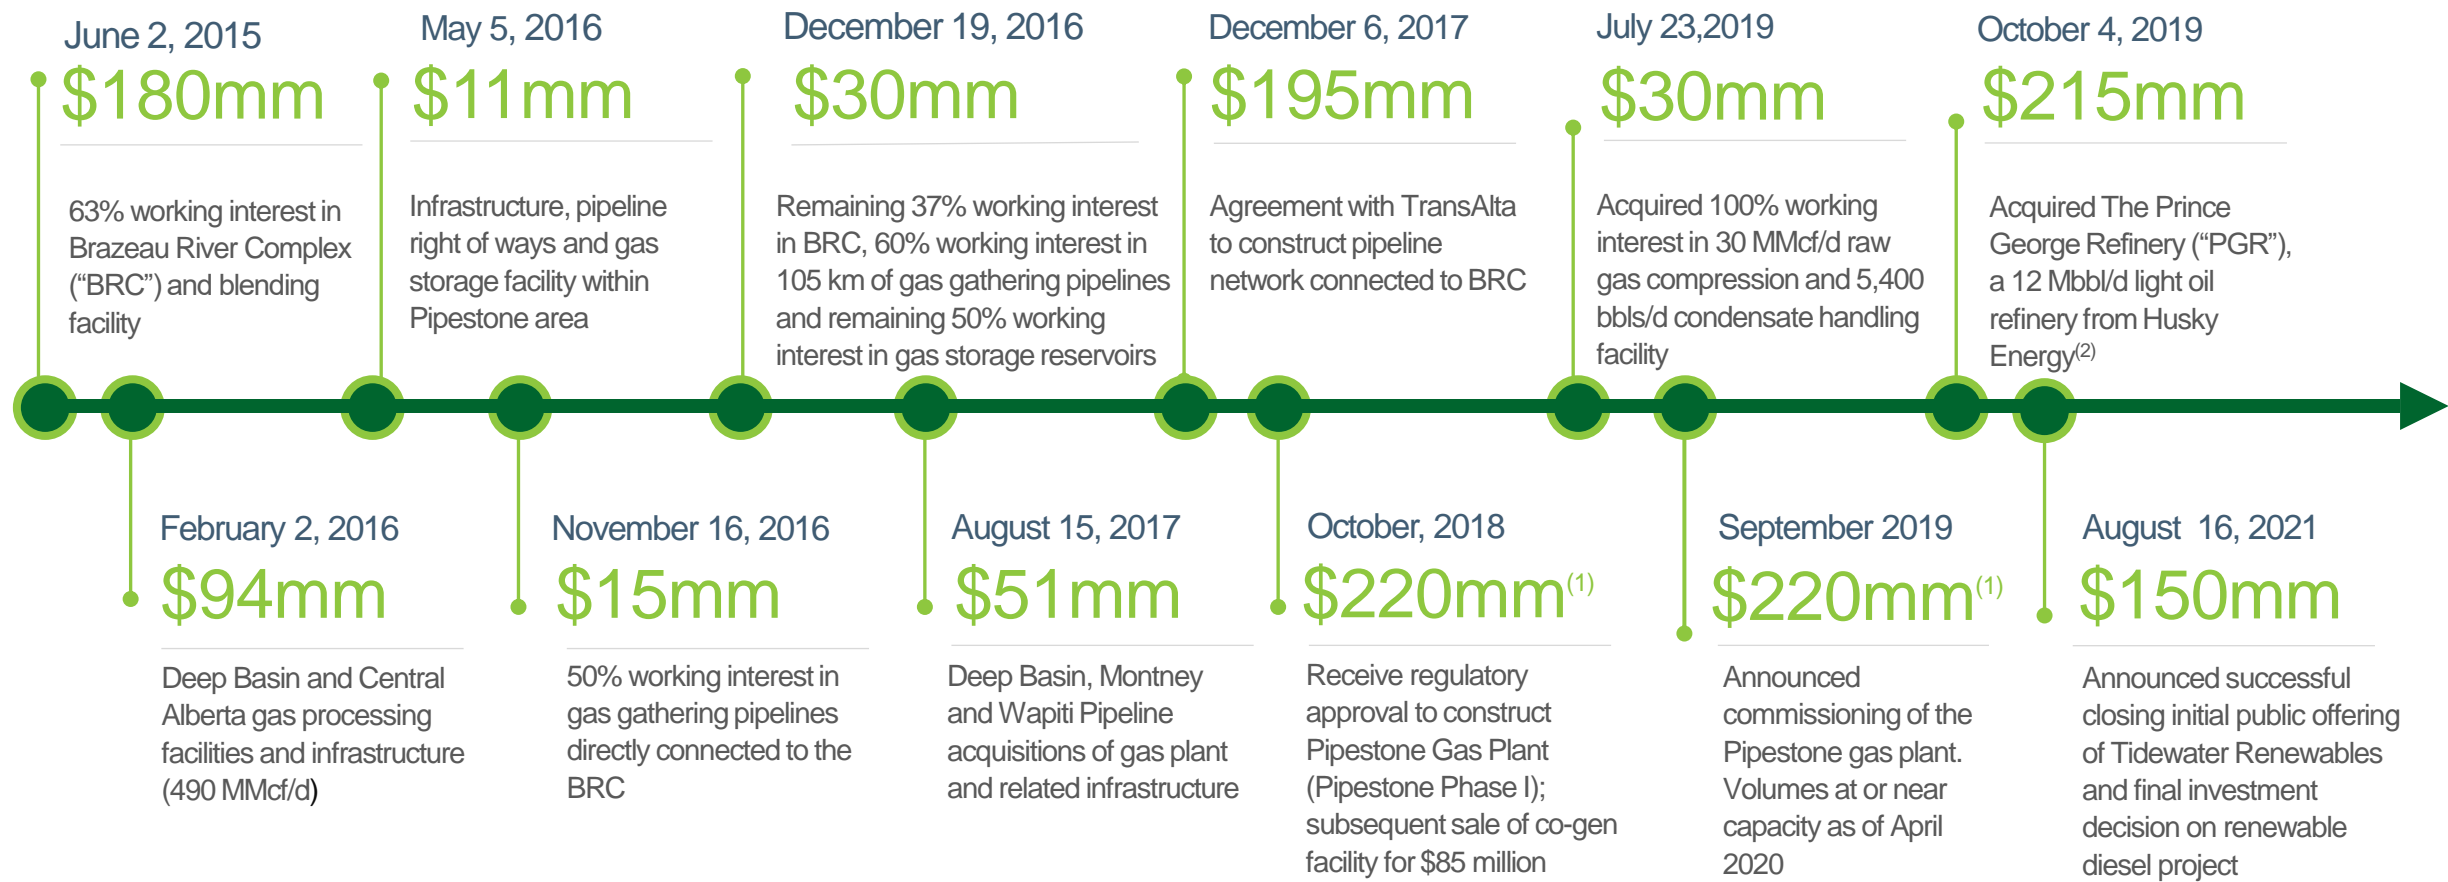 June 2, 2015
$180mm
63% working interest in
Brazeau River Complex
(“BRC”) and blending
facility
May 5, 2016
$11mm
Infrastructure, pipeline
right of ways and gas
storage facility within
Pipestone area
December 19, 2016
$30mm
Remaining 37% working interest
in BRC, 60% working interest in
105 km of gas gathering pipelines
and remaining 50% working
interest in gas storage reservoirs
December 6, 2017
$195mm
Agreement with TransAlta
to construct pipeline
network connected to BRC
July 23,2019
$30mm
Acquired 100% working
interest in 30 MMcf/d raw
gas compression and 5,400
bbls/d condensate handling
facility
October 4, 2019
$215mm
Acquired The Prince
George Refinery (“PGR”),
a 12 Mbbl/d light oil
refinery from Husky
Energy(2)
February 2, 2016
$94mm
Deep Basin and Central
Alberta gas processing
facilities and infrastructure
(490 MMcf/d)
November 16, 2016
$15mm
50% working interest in
gas gathering pipelines
directly connected to the
BRC
August 15, 2017
$51mm
Deep Basin, Montney
and Wapiti Pipeline
acquisitions of gas plant
and related infrastructure
October, 2018
$220mm(1)
Receive regulatory
approval to construct
Pipestone Gas Plant
(Pipestone Phase I);
subsequent sale of co-gen
facility for $85 million
September 2019
$220mm(1)
Announced
commissioning of the
Pipestone gas plant.
Volumes at or near
capacity as of April
2020
August 16, 2021
$150mm
Announced successful
closing initial public offering
of Tidewater Renewables
and final investment
decision on renewable
diesel project